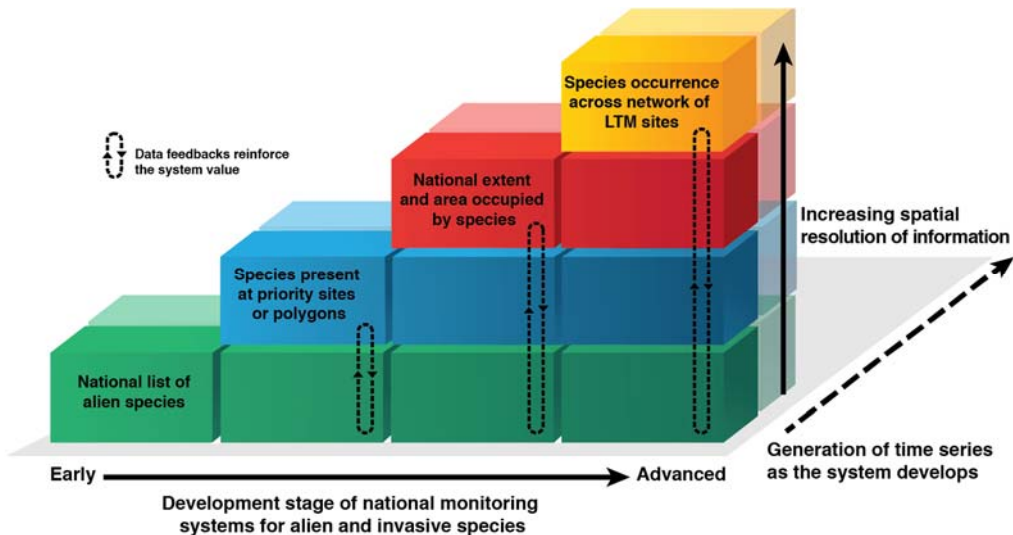 Species occurrence
across network of
LTM sites
Data feedbacks reinforce
the system value
National extent
and area occupied
by species
Increasing spatial
resolution of information
Species present
at priority sites
or polygons
National list of
alien species
Generation of time series
as the system develops
Early
Advanced
Development stage of national monitoring
systems for alien and invasive species